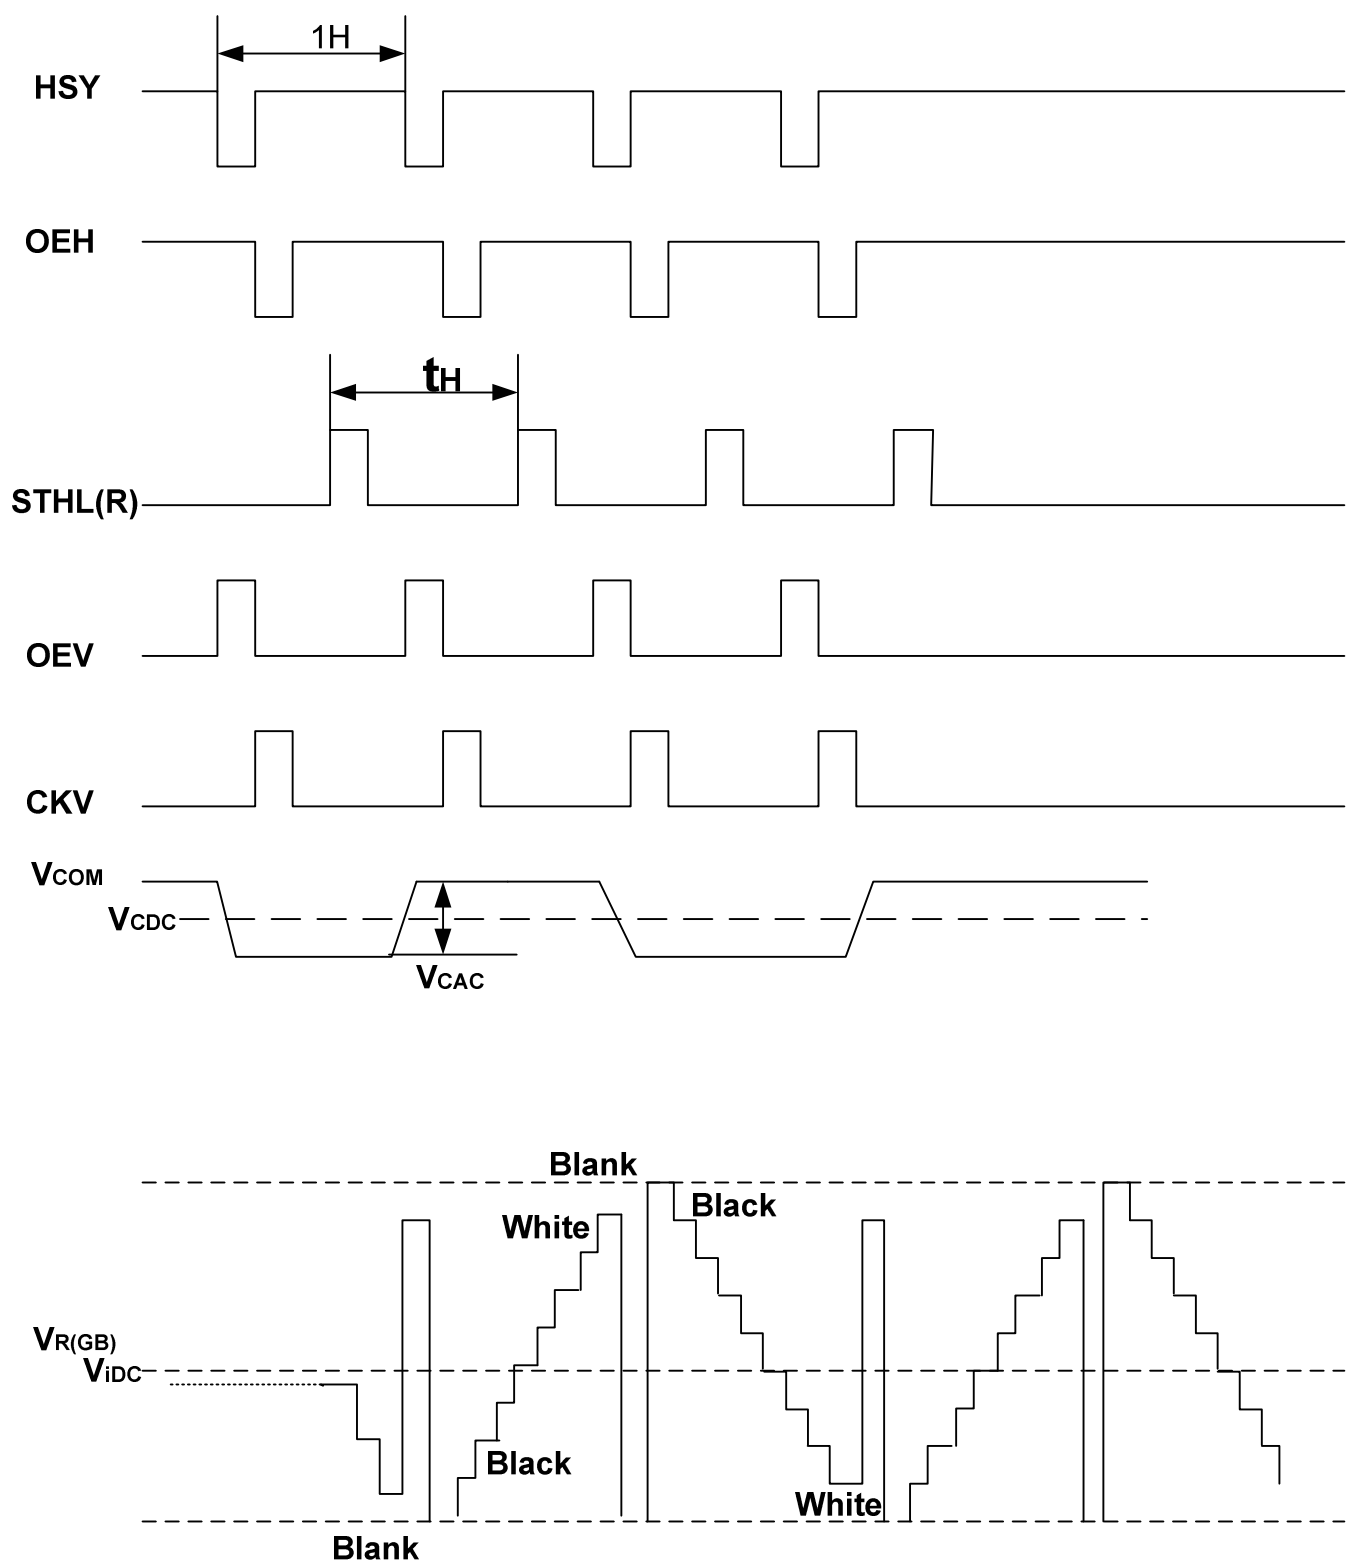 1H
HSY
OEH
tH
STHL(R)
OEV
CKV
VCOM
VCDC
VCAC
Blank
Black
White
VR(GB)
ViDC
Black
White
Blank